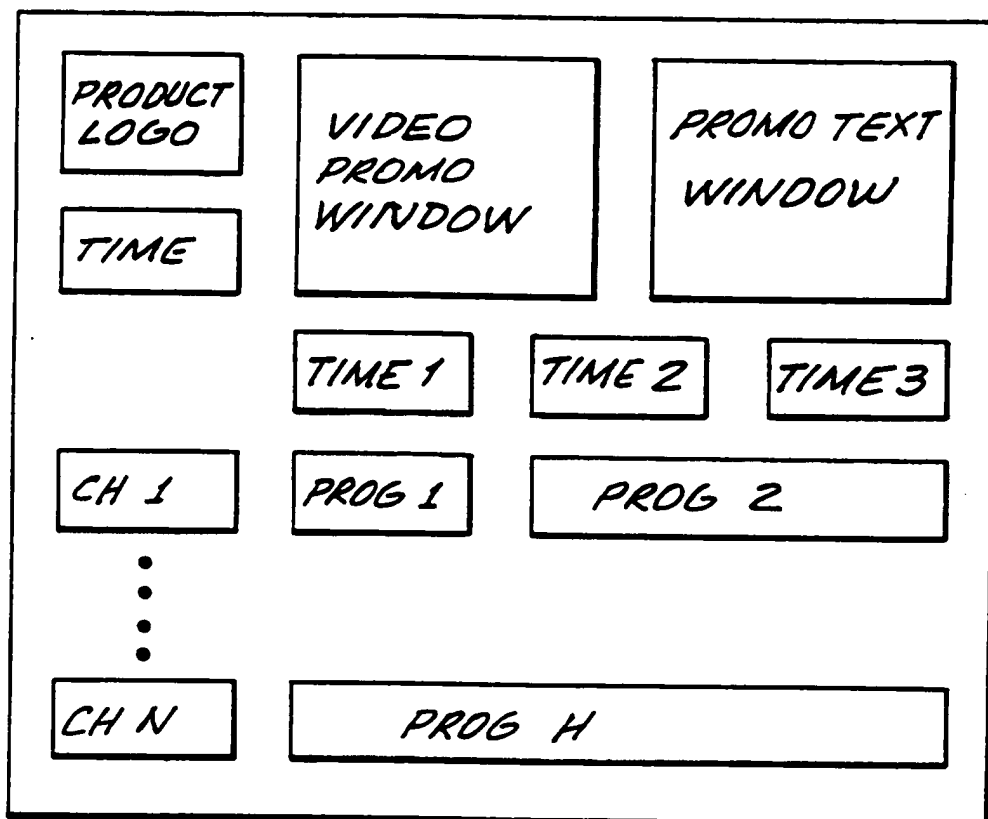 PRODUCT
LOGO
VIDEO
PROMO
WINDOW
PROMO TEXT
WINDOW
TIME
TIME 1
TIME 2
TIME 3
CH 1
PROG 1
PROG 2
CH N
PROG H